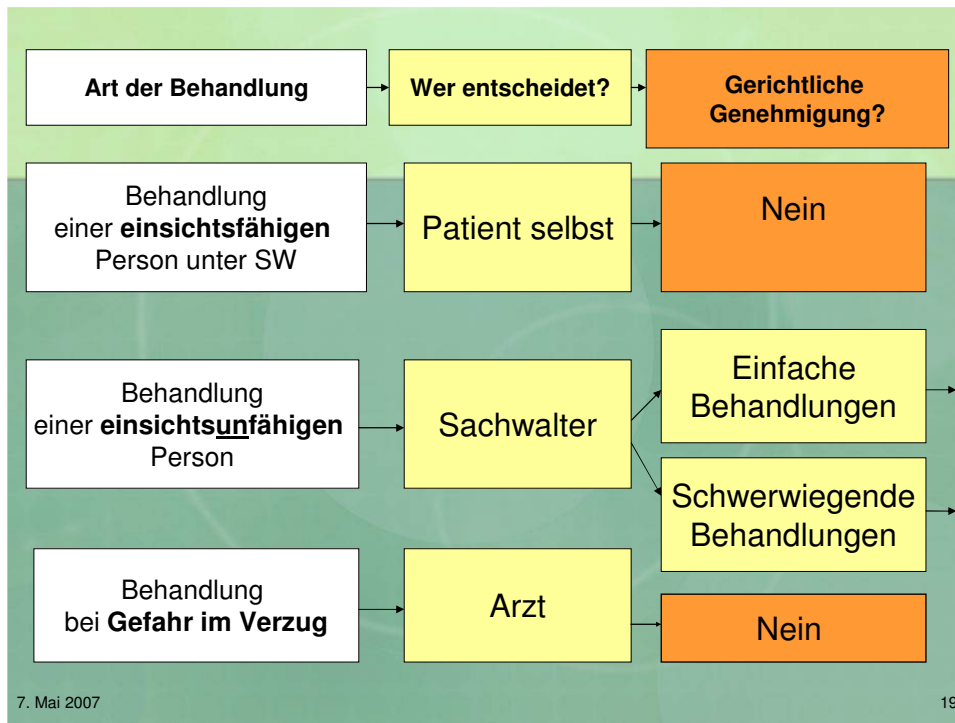 Art der Behandlung
Wer entscheidet?
Gerichtliche
Genehmigung?
Behandlung
einer einsichtsfähigen
Person unter SW
Patient selbst
Nein
Behandlung
einer einsichtsunfähigen
Person
Sachwalter
Einfache
Behandlungen
Schwerwiegende
Behandlungen
Behandlung
bei Gefahr im Verzug
Arzt
Nein
7. Mai 2007
19